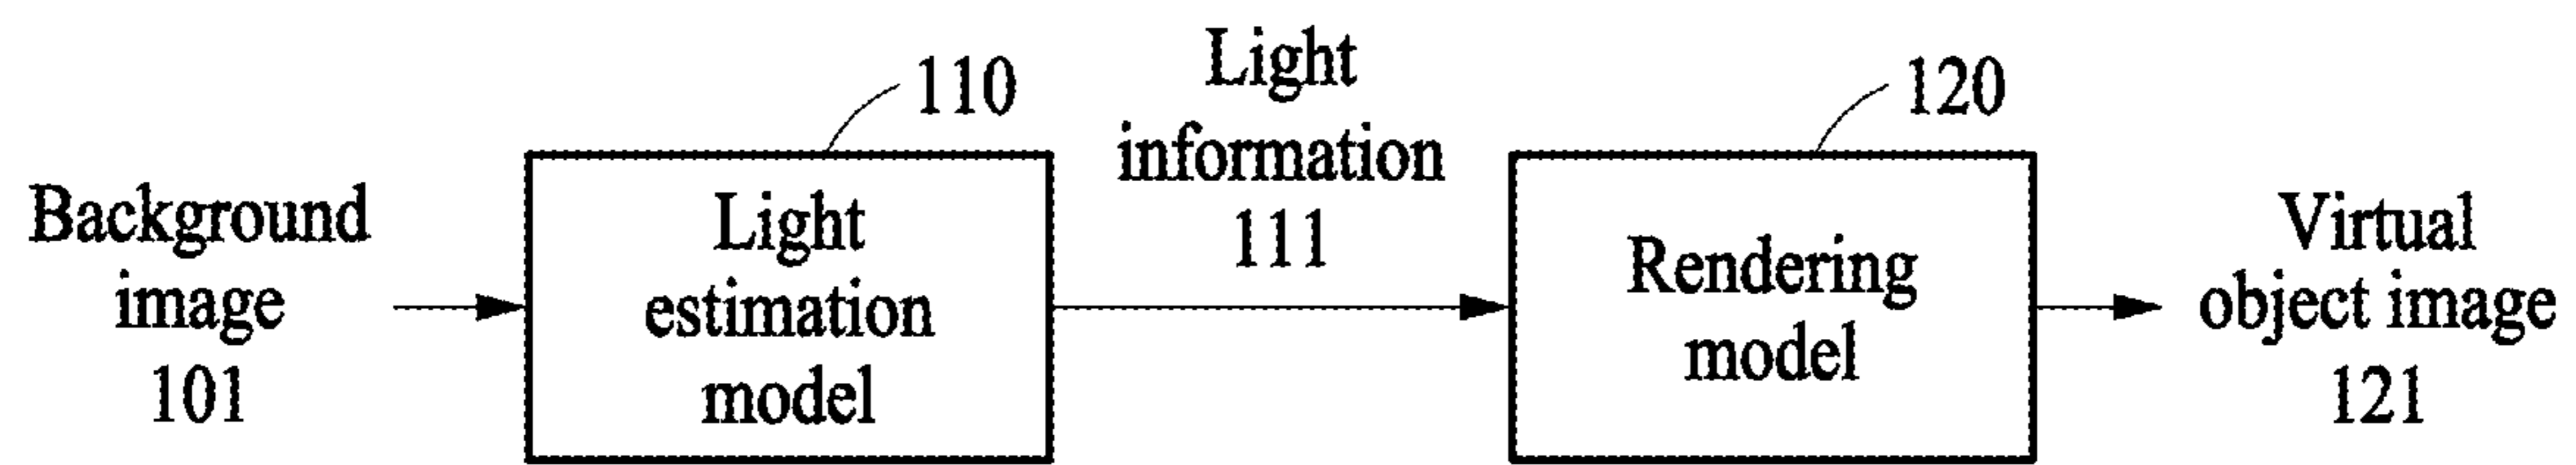 Background
image
101
110
Light
estimation
model
Light
information
111
120
Rendering
model
Virtual
object image
121